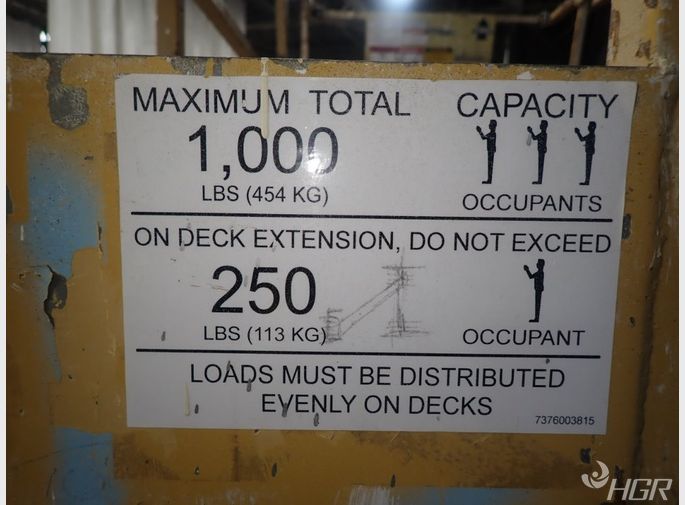 MAXIMUM TOTAL CAPACITY
1,000
LBS (454 KG)
OCCUPANTS
ON DECK EXTENSION, DO NOT EXCEED
250
LBS (113 KG)
OCCUPANT
LOADS MUST BE DISTRIBUTED
EVENLY ON DECKS
7376003815
HGR